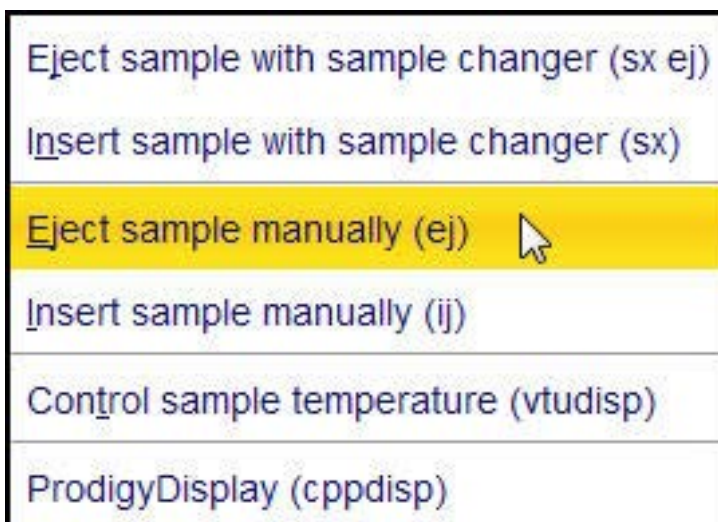 Eject sample with sample changer (sx ej)
Insert sample with sample changer (sx)
Eject sample manually (ej)
Insert sample manually (ij)
Control sample temperature (vtudisp)
ProdigyDisplay (cppdisp)